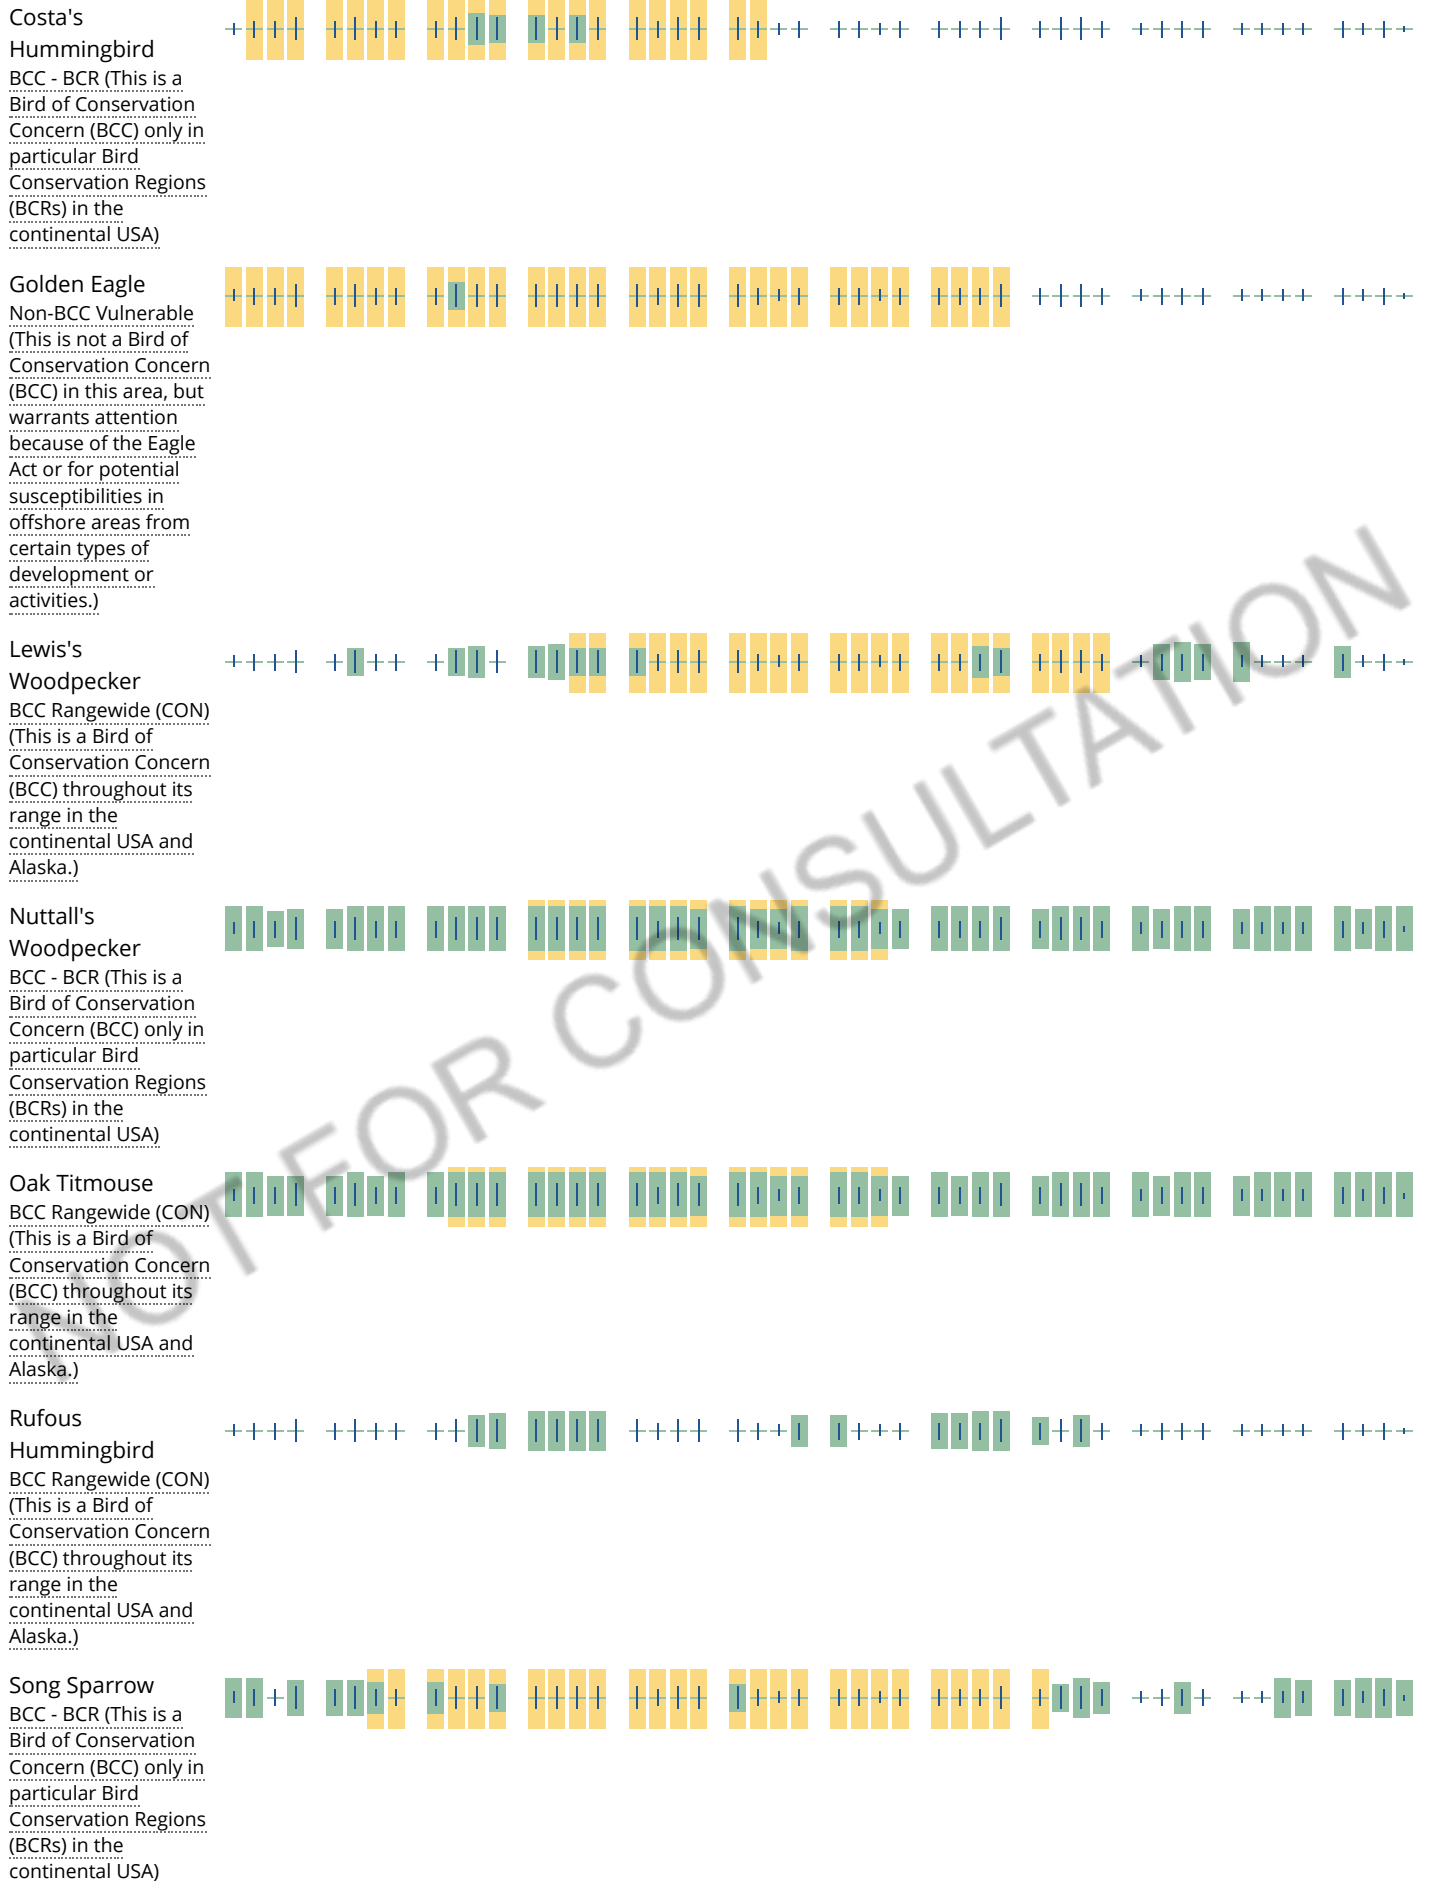 Costa's
Hummingbird
BCC - BCR (This is a
Bird of Conservation
Concern (BCC) only in
particular Bird
Conservation Regions
(BCRs) in the
continental USA)
Golden Eagle
Non-BCC Vulnerable
(This is not a Bird of
Conservation Concern
(BCC) in this area, but
warrants attention
because of the Eagle
Act or for potential
susceptibilities in
offshore areas from
certain types of
development or
activities.)
Lewis's
Woodpecker
BCC Rangewide (CON)
(This is a Bird of
Conservation Concern
(BCC) throughout its
range in the
continental USA and
Alaska.)
Nuttall's
Woodpecker
BCC - BCR (This is a
Bird of Conservation
Concern (BCC) only in
particular Bird
Conservation Regions
(BCRs) in the
continental USA)
Oak Titmouse
BCC Rangewide (CON)
(This is a Bird of
Conservation Concern
(BCC) throughout its
range in the
continental USA and
Alaska.)
Rufous
Hummingbird
BCC Rangewide (CON)
(This is a Bird of
Conservation Concern
(BCC) throughout its
range in the
continental USA and
Alaska.)
Song Sparrow
BCC - BCR (This is a
Bird of Conservation
Concern (BCC) only in
particular Bird
Conservation Regions
(BCRs) in the
continental USA)
NOT FOR CONSULTATION